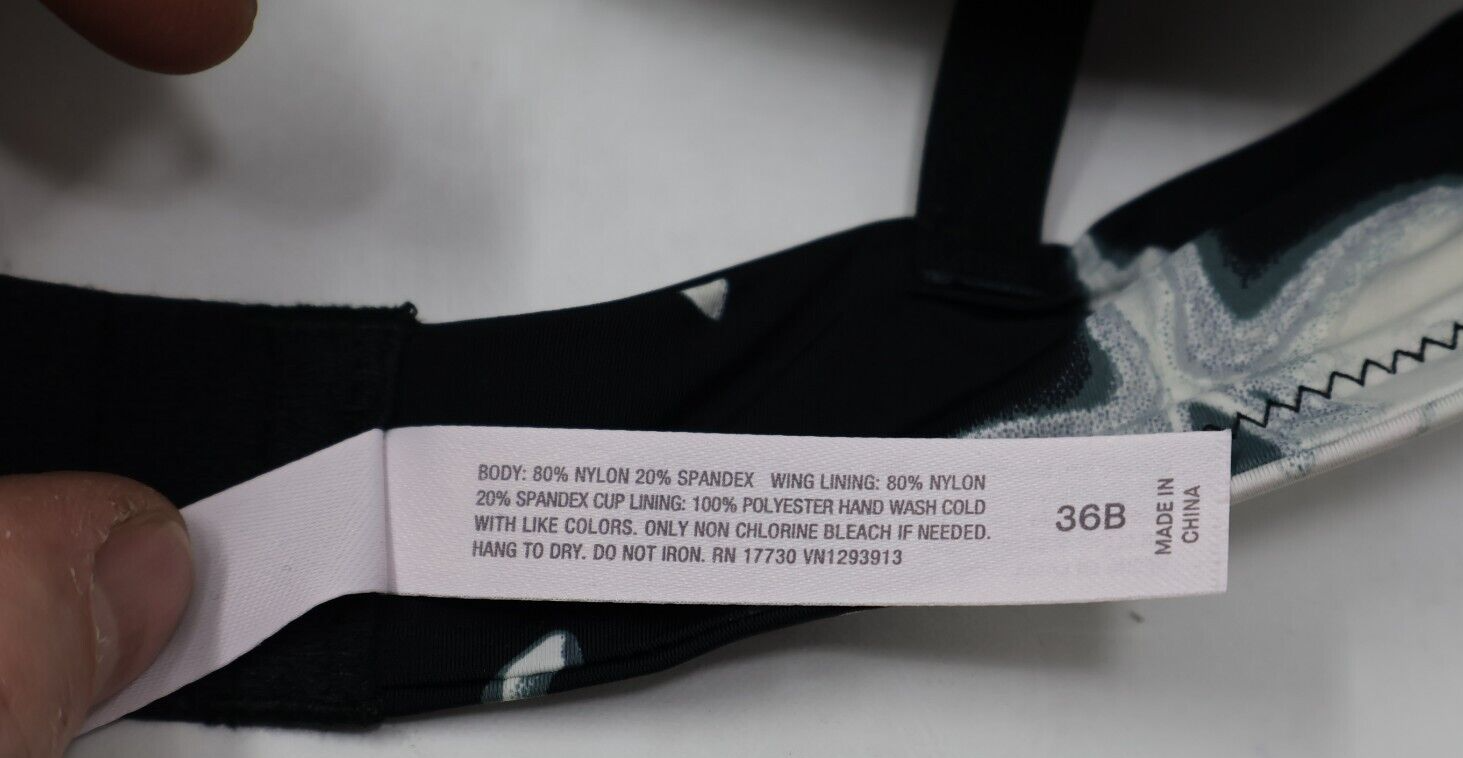 BODY: 80% NYLON 20% SPANDEX WING LINING: 80% NYLON
20% SPANDEX CUP LINING: 100% POLYESTER HAND WASH COLD
WITH LIKE COLORS. ONLY NON CHLORINE BLEACH IF NEEDED.
HANG TO DRY. DO NOT IRON. RN 17730 VN1293913
36B
MADE IN
CHINA